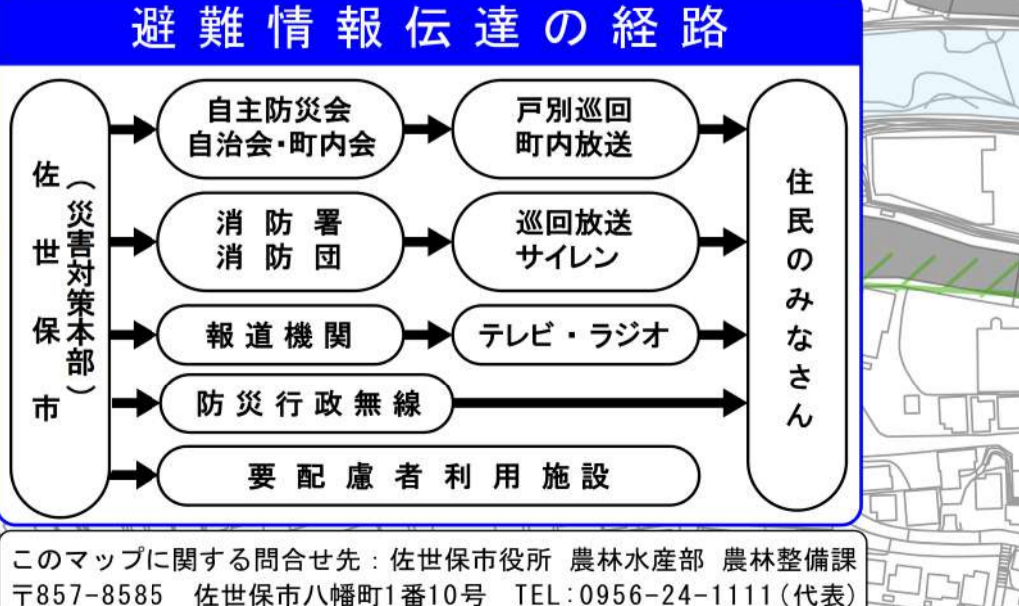 避難情報伝達の経路
佐世保市
(災害対策本部)
自主防災会
自治会・町内会
戸別巡回
町内放送
消防署
消防団
巡回放送
サイレン
報道機関
テレビ・ラジオ
防災行政無線
要配慮者利用施設
住民のみなさん
このマップに関する問合せ先:佐世保市役所 農林水産部 農林整備課
〒857-8585 佐世保市八幡町1番10号 TEL:0956-24-1111(代表)